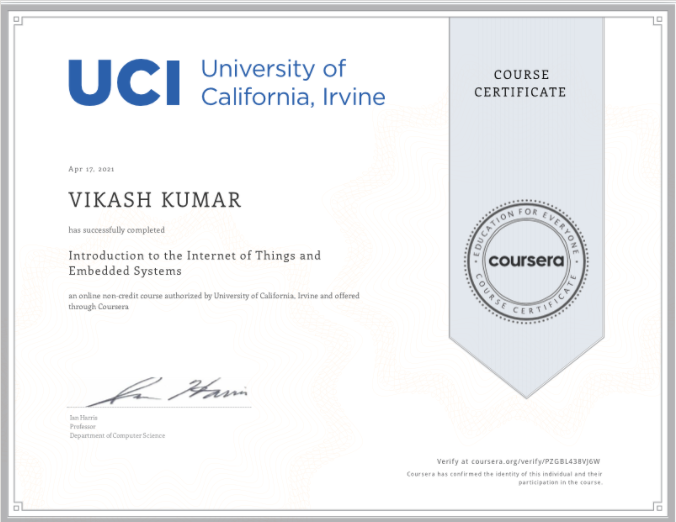 UCI University of
California, Irvine
COURSE
CERTIFICATE
Apr 17, 2021
VIKASH KUMAR
has successfully completed
Introduction to the Internet of Things and
Embedded Systems
an online non-credit course authorized by University of California, Irvine and offered
through Coursera
EDUCATION FOR EVERYONE
coursera
COURSE CERTIFICATE
Ian Harris
Ian Harris
Professor
Department of Computer Science
Verify at coursera.org/verify/PZGBL438VJ6W
Coursera has confirmed the identity of this individual and their
participation in the course.